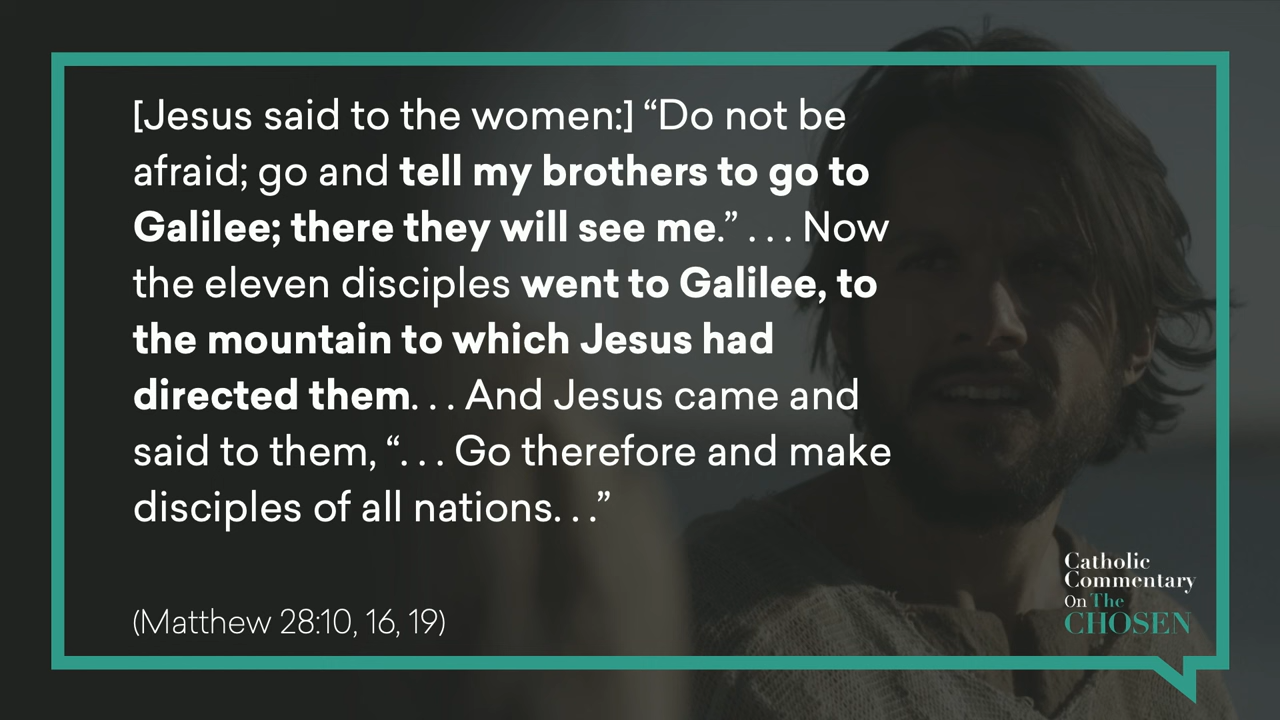 [Jesus said to the women:] “Do not be
afraid; go and tell my brothers to go to
Galilee; there they will see me.” . . . Now
the eleven disciples went to Galilee, to
the mountain to which Jesus had
directed them. . . And Jesus came and
said to them, “. . . Go therefore and make
disciples of all nations. . .”
(Matthew 28:10, 16, 19)
Catholic
Commentary
On The
CHOSEN